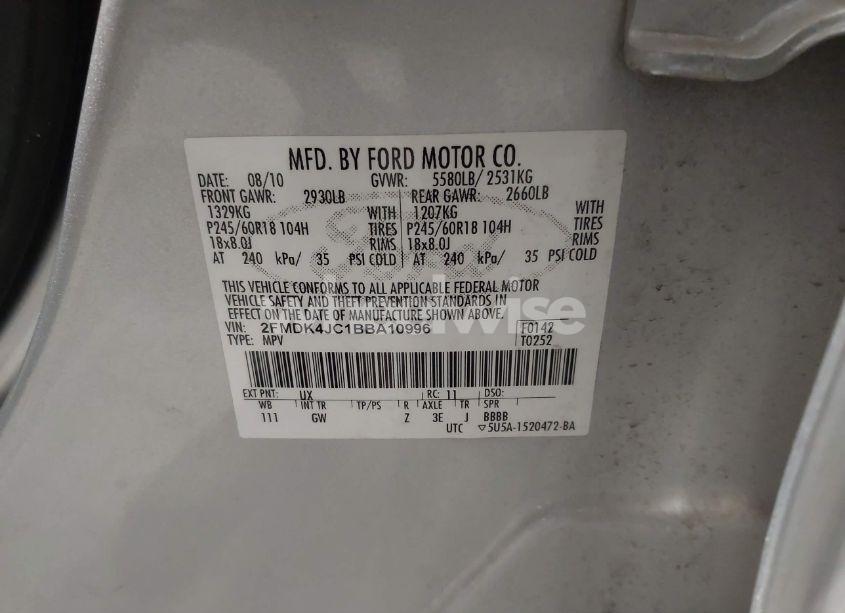 MFD. BY FORD MOTOR CO.
DATE: 08/10 GVWR: 5580LB/ 2531KG
FRONT GAWR: 2930LB REAR GAWR: 2660LB
1329KG WITH 1207KG WITH
P245/60R18 104H TIRES P245/60R18 104H TIRES
18x8.0J RIMS 18x8.0J RIMS
AT 240 kPa/ 35 PSI COLD AT 240 kPa/ 35 PSI COLD
THIS VEHICLE CONFORMS TO ALL APPLICABLE FEDERAL MOTOR
VEHICLE SAFETY AND THEFT PREVENTION STANDARDS IN
EFFECT ON THE DATE OF MANUFACTURE SHOWN ABOVE.
VIN: 2FMDK4JC1BBA10996 F0142
TYPE: MPV T0252
EXT PNT: UX RC: 11 DSO:
WB INT TR TP/PS R AXLE TR SPR
111 GW Z 3E J BBBB
UTC ▽5U5A-1520472-BA